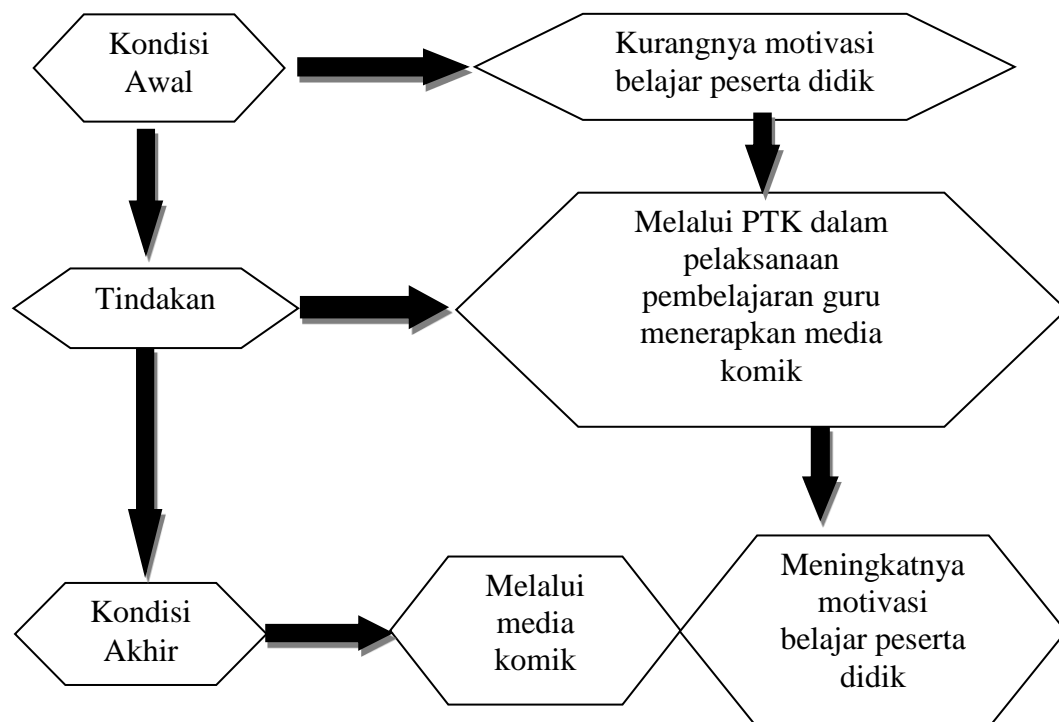 Kondisi
Awal
Kurangnya motivasi
belajar peserta didik
Tindakan
Melalui PTK dalam
pelaksanaan
pembelajaran guru
menerapkan media
komik
Kondisi
Akhir
Melalui
media
komik
Meningkatnya
motivasi
belajar peserta
didik